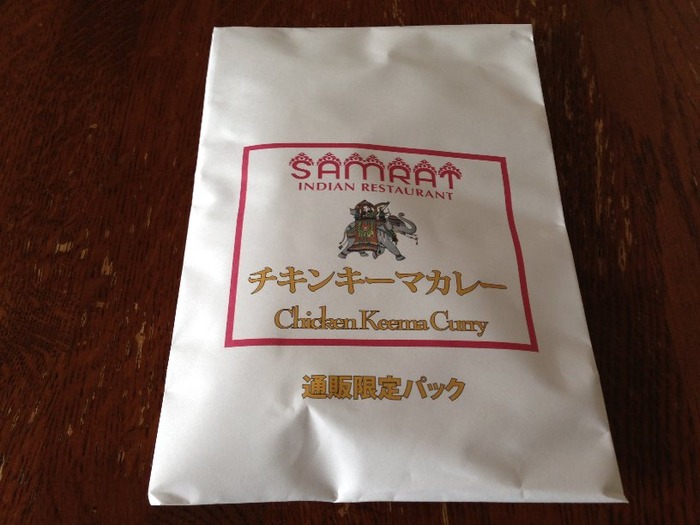 SAMRAT
INDIAN RESTAURANT
チキンキーマカレー
Chicken Keema Curry
通販限定パック